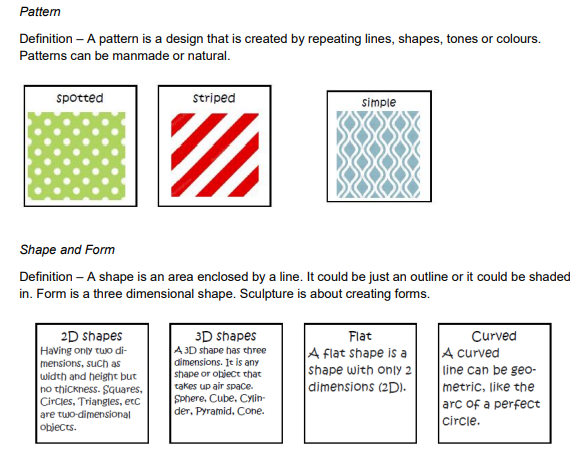 Pattern
Definition – A pattern is a design that is created by repeating lines, shapes, tones or colours.
Patterns can be manmade or natural.
spotted
striped
simple
Shape and Form
Definition – A shape is an area enclosed by a line. It could be just an outline or it could be shaded
in. Form is a three dimensional shape. Sculpture is about creating forms.
2D shapes
Having only two di-
mensions, such as
width and height but
no thickness. Squares,
Circles, Triangles, etc
are two-dimensional
objects.
3D shapes
A 3D shape has three
dimensions. It is any
shape or object that
takes up air space.
Sphere, Cube, Cylin-
der, Pyramid, Cone.
Flat
A flat shape is a
shape with only 2
dimensions (2D).
Curved
A curved
line can be geo-
metric, like the
arc of a perfect
circle.